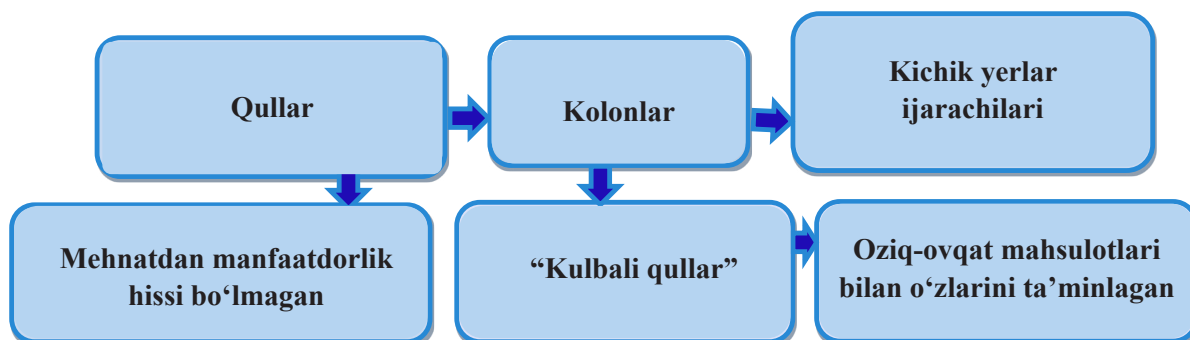 Qullar
Kolonlar
Kichik yerlar
ijarachilari
Mehnatdan manfaatdorlik
hissi bo‘lmagan
“Kulbali qullar”
Oziq-ovqat mahsulotlari
bilan o‘zlarini ta’minlagan